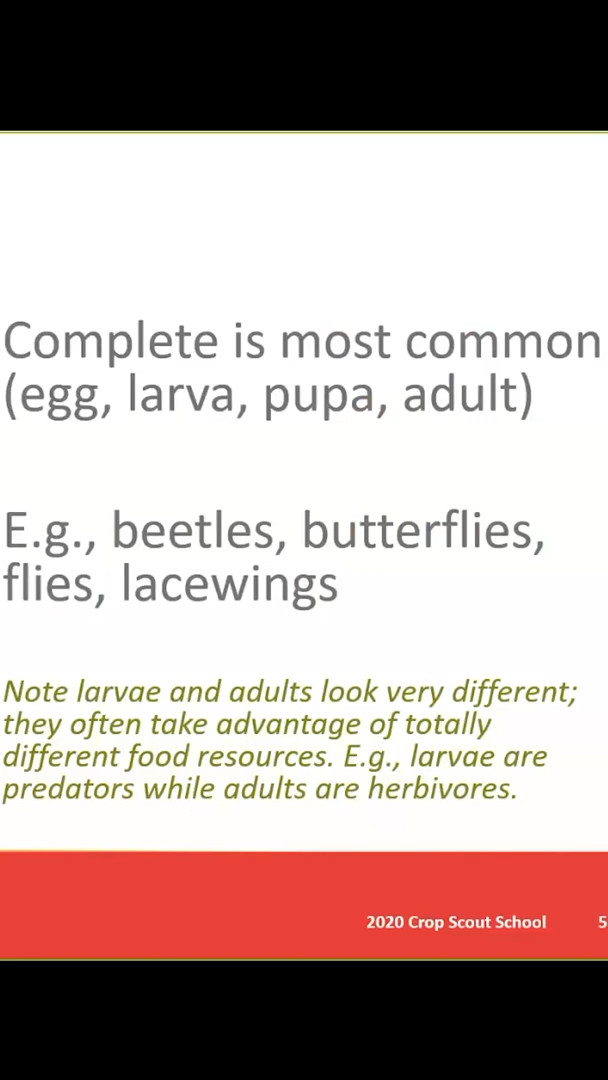 Complete is most common
(egg, larva, pupa, adult)
E.g., beetles, butterflies,
flies, lacewings
Note larvae and adults look very different;
they often take advantage of totally
different food resources. E.g., larvae are
predators while adults are herbivores.
2020 Crop Scout School
5